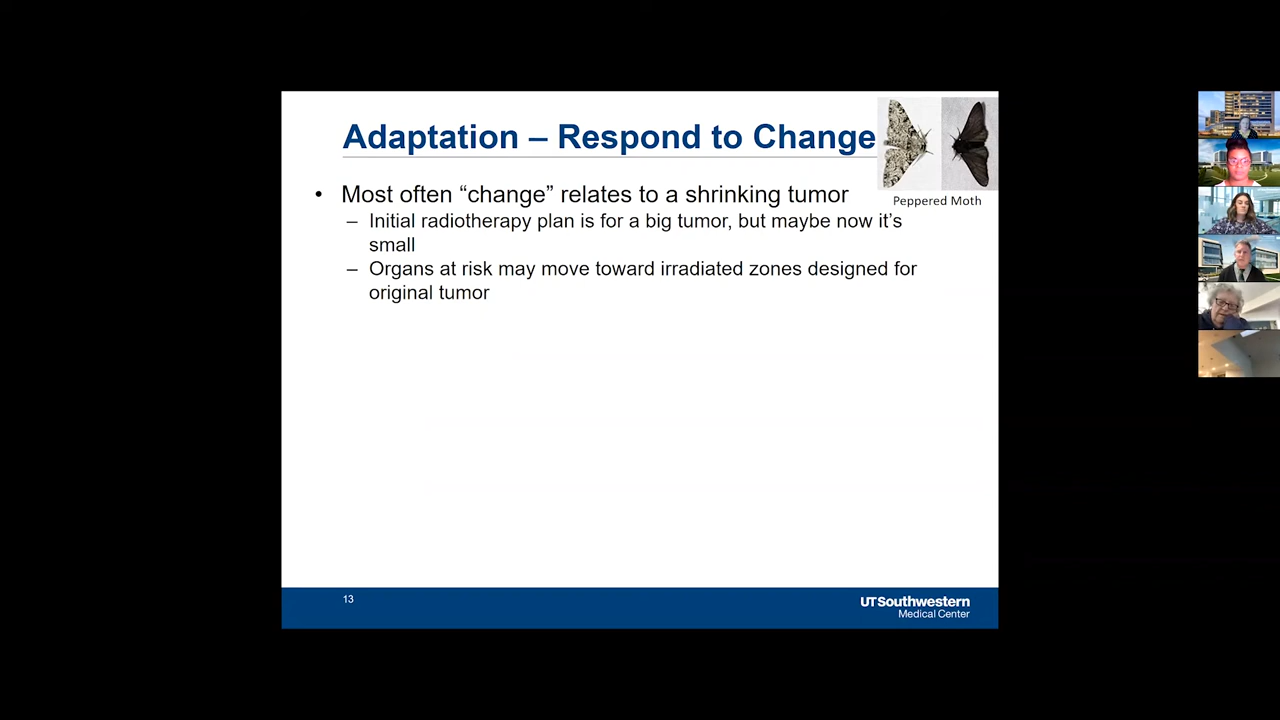 Adaptation – Respond to Change
Peppered Moth
• Most often “change” relates to a shrinking tumor
– Initial radiotherapy plan is for a big tumor, but maybe now it’s
small
– Organs at risk may move toward irradiated zones designed for
original tumor
13
UTSouthwestern
Medical Center